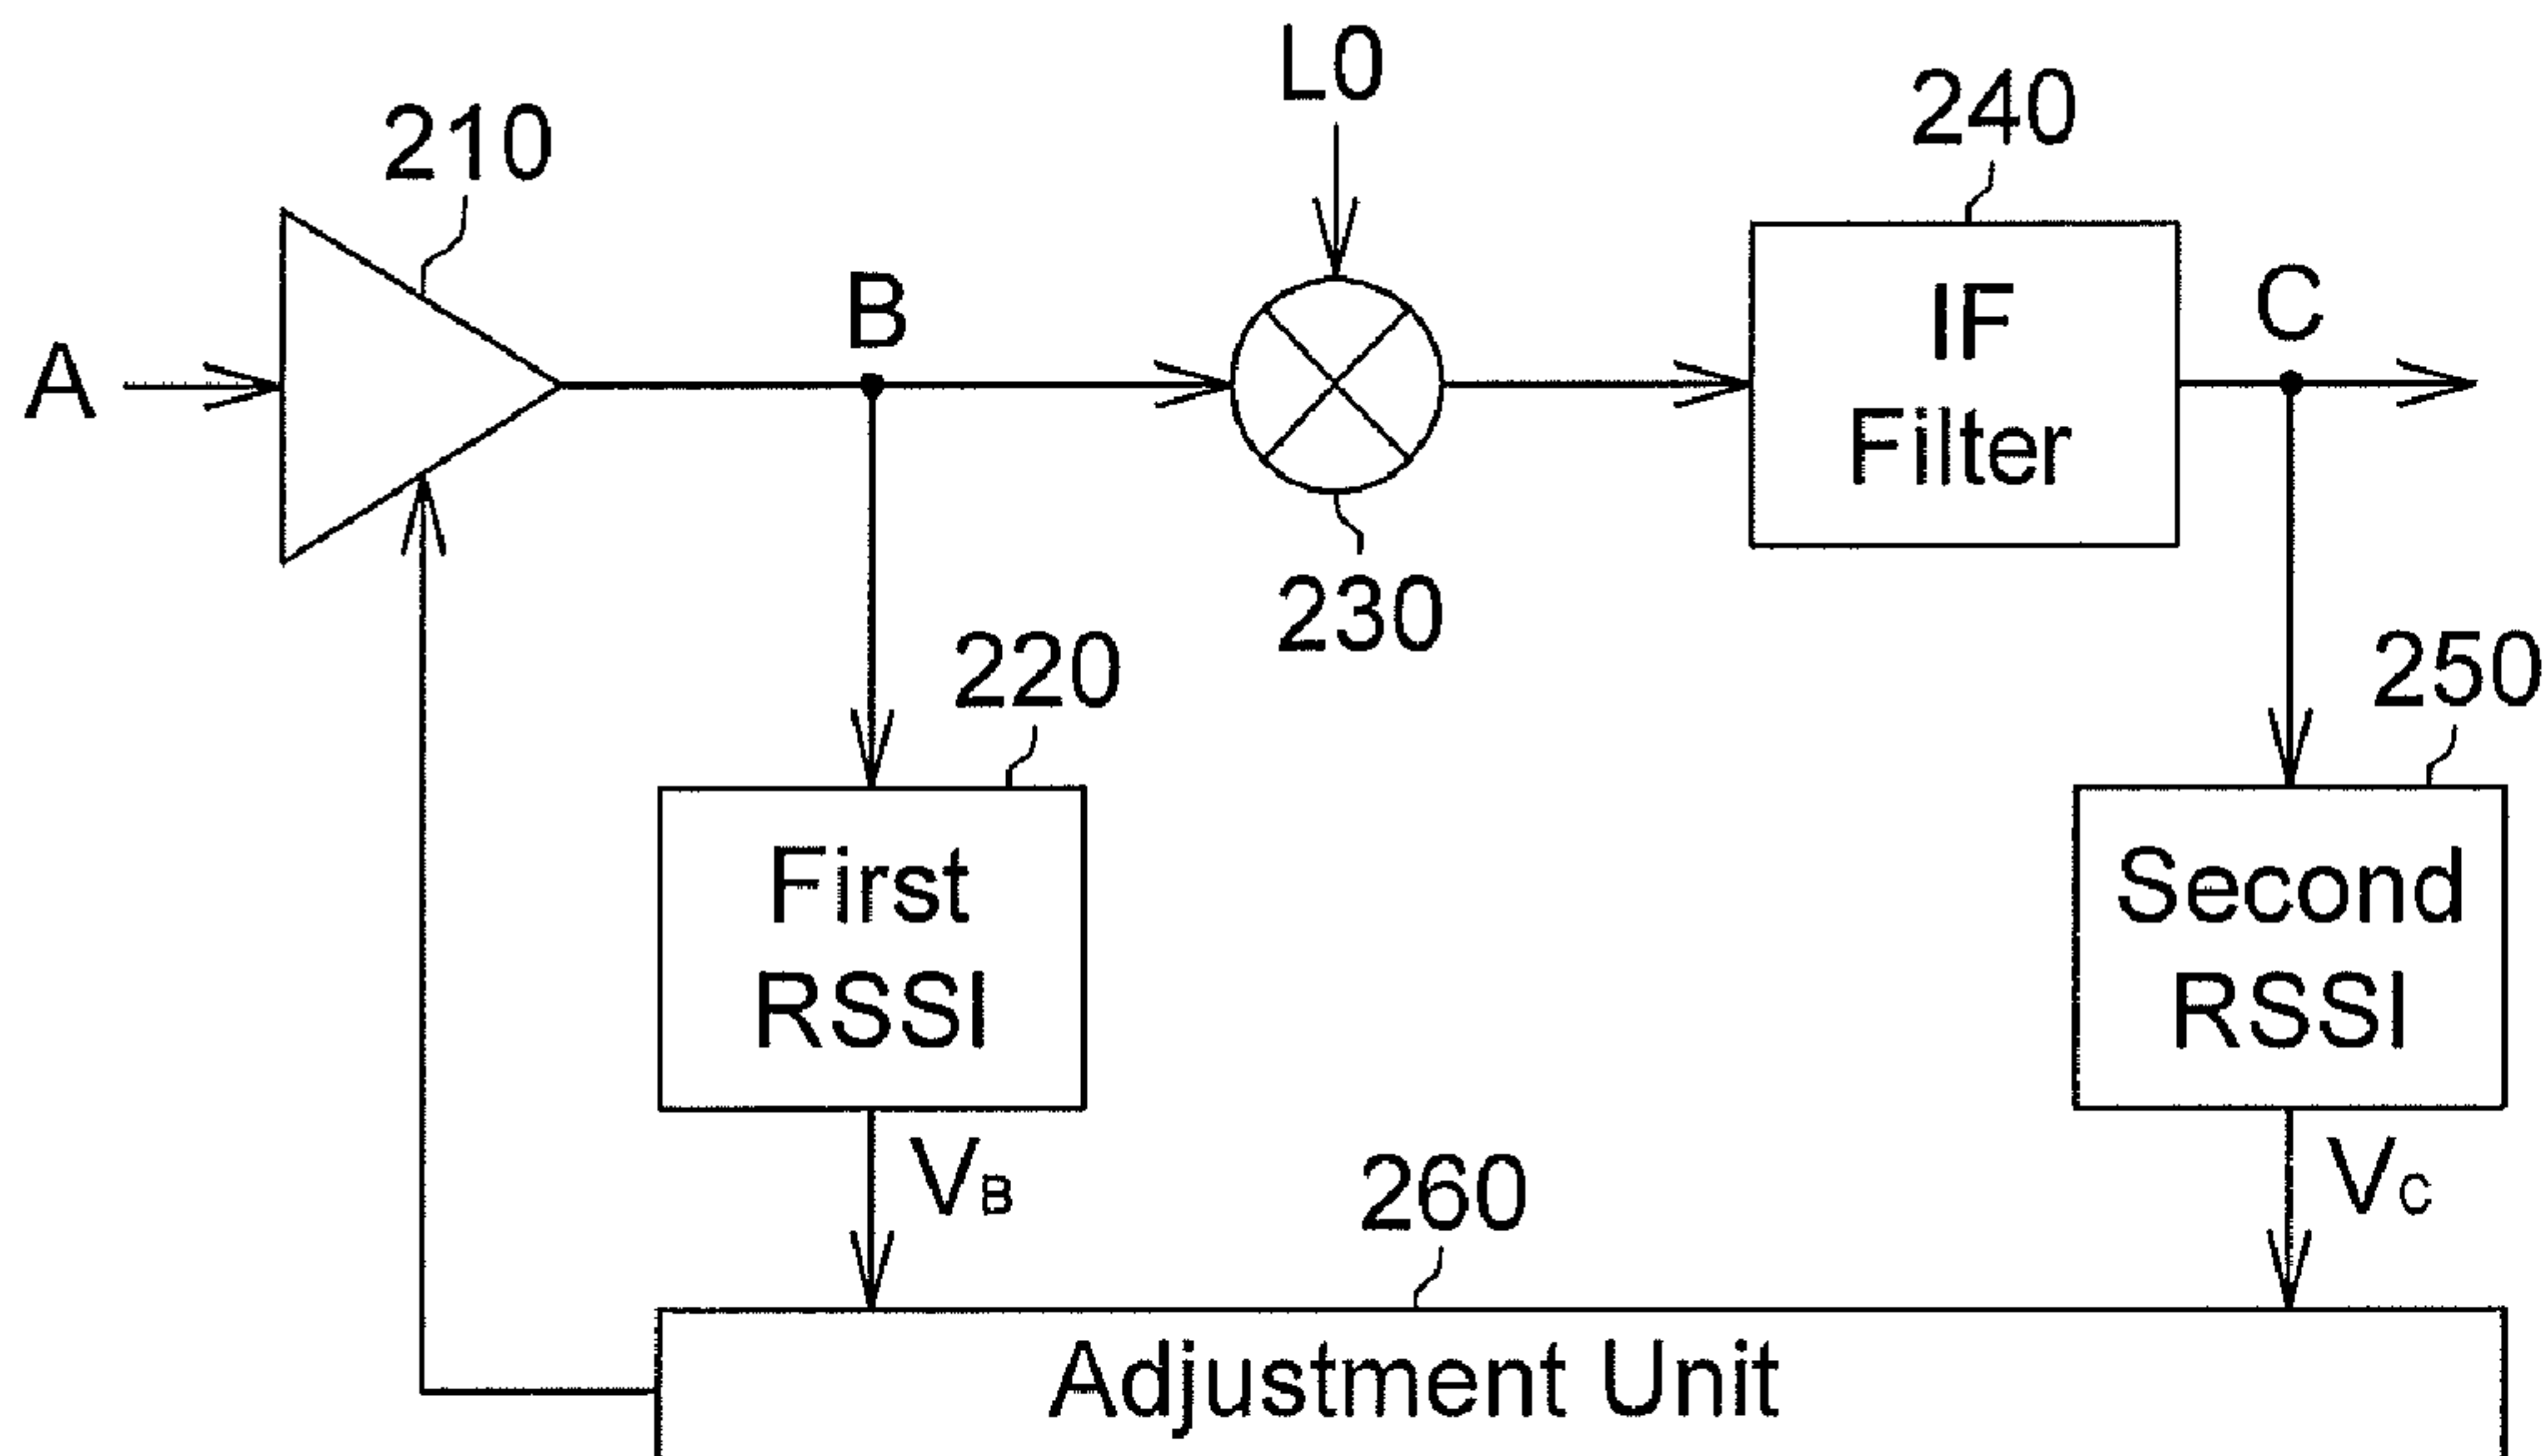 L0
210
240
A
B
IF
Filter
C
230
220
250
First
RSSI
Second
RSSI
VB
260
VC
Adjustment Unit